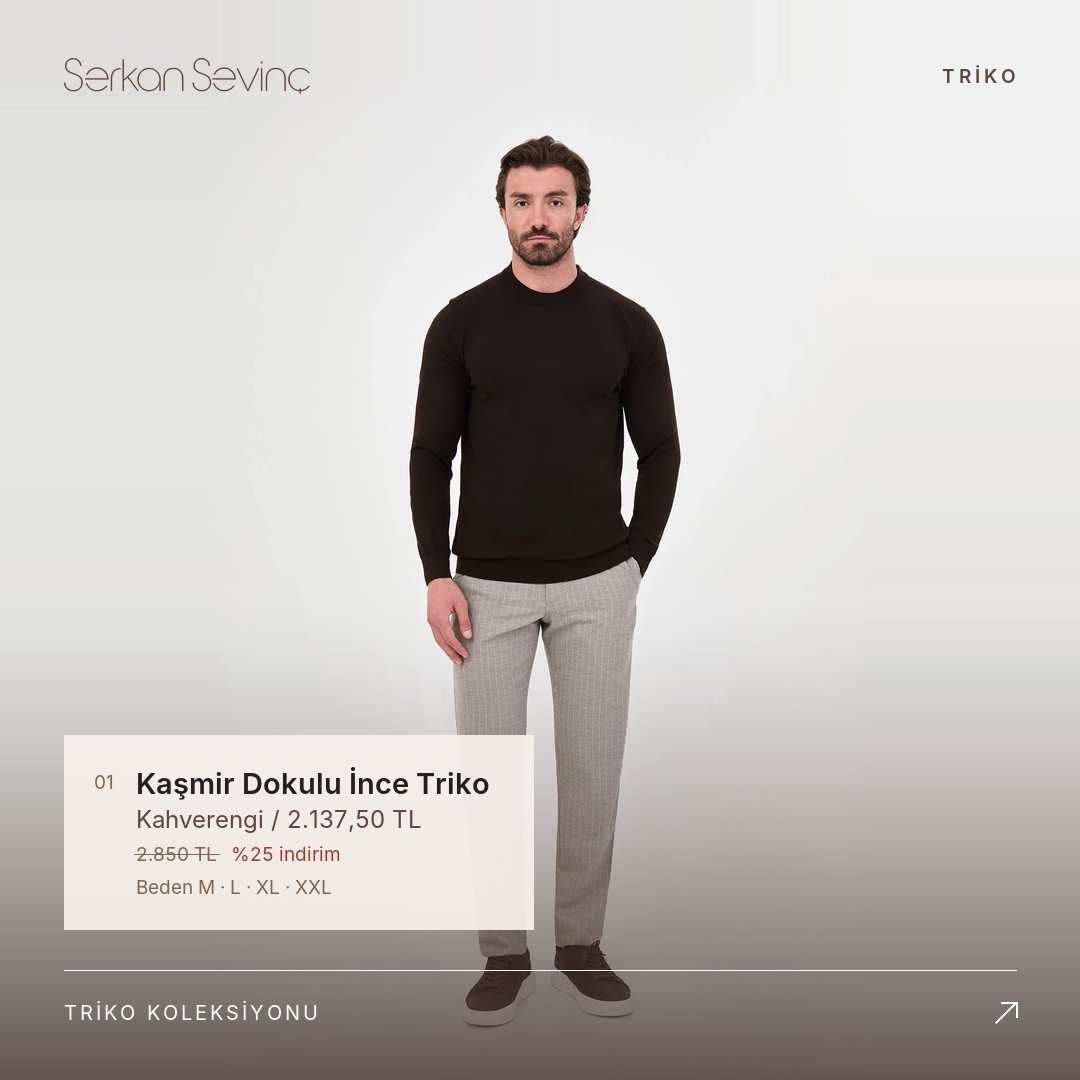 Serkan Sevinç
TRİKO
01
Kaşmir Dokulu İnce Triko
Kahverengi / 2.137,50 TL
2.850 TL %25 indirim
Beden M · L · XL · XXL
TRİKO KOLEKSİYONU